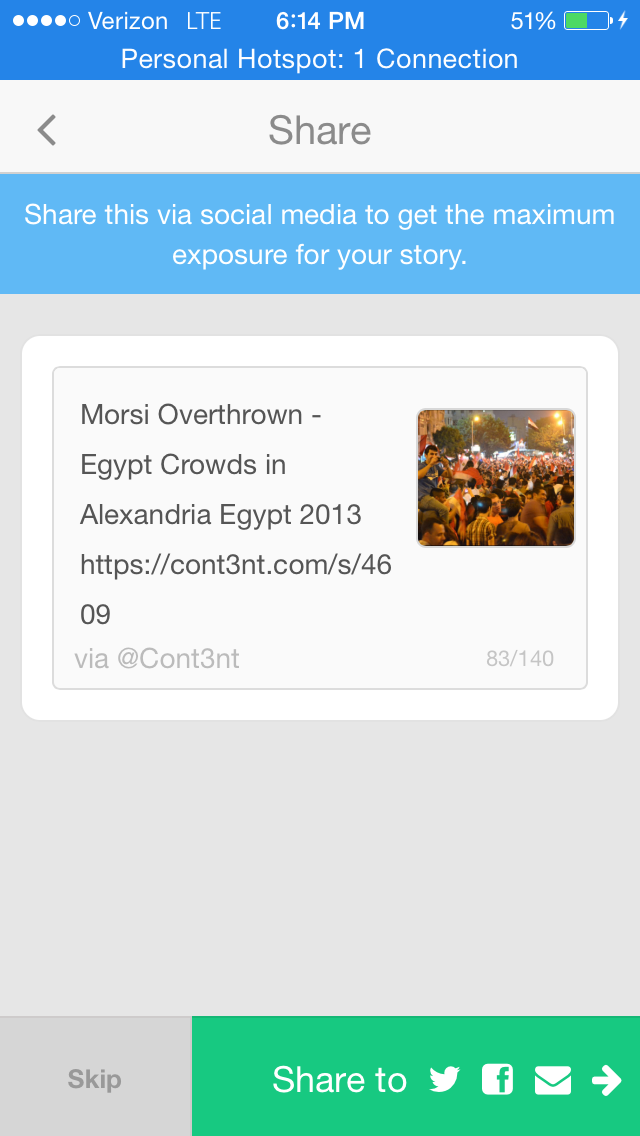 Verizon LTE 6:14 PM 51%
Personal Hotspot: 1 Connection
Share
Share this via social media to get the maximum
exposure for your story.
Morsi Overthrown -
Egypt Crowds in
Alexandria Egypt 2013
https://cont3nt.com/s/46
09
via @Cont3nt 83/140
Skip Share to